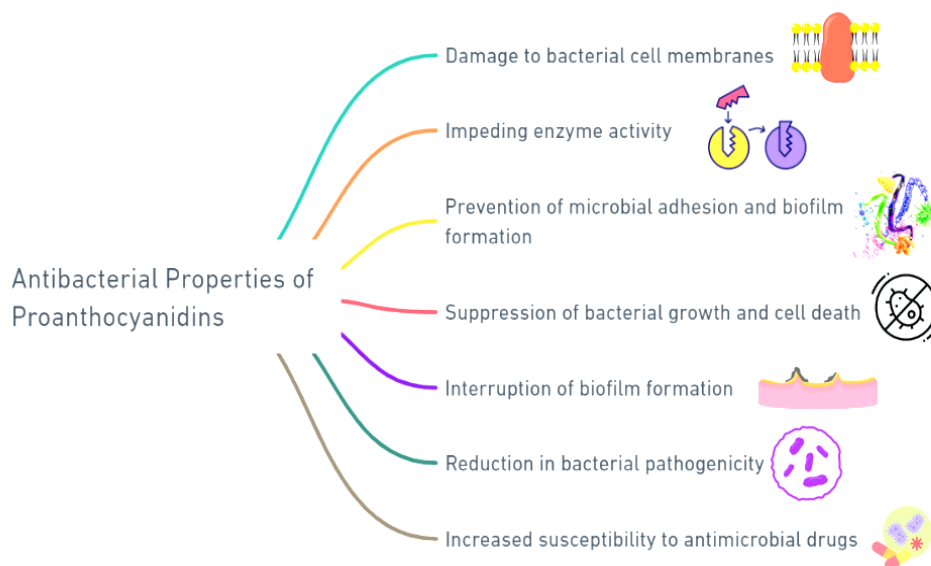 Damage to bacterial cell membranes
Impeding enzyme activity
Prevention of microbial adhesion and biofilm
formation
Antibacterial Properties of
Proanthocyanidins
Suppression of bacterial growth and cell death
Interruption of biofilm formation
Reduction in bacterial pathogenicity
Increased susceptibility to antimicrobial drugs